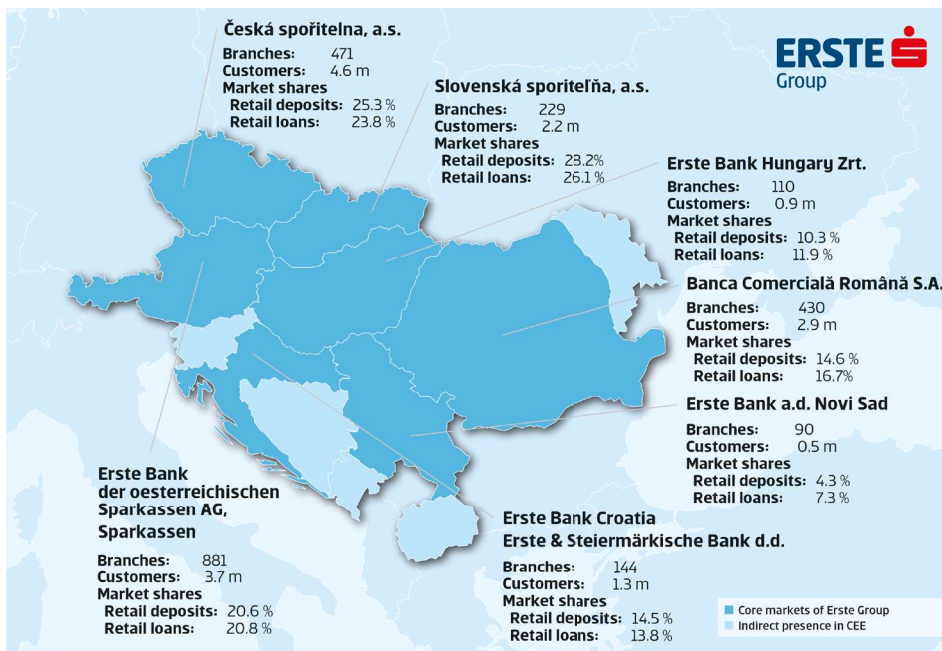 Česká spořitelna, a.s.
Branches: 471
Customers: 4.6 m
Market shares
Retail deposits: 25.3 %
Retail loans: 23.8 %
ERSTE
Group
Slovenská sporiteľňa, a.s.
Branches: 229
Customers: 2.2 m
Market shares
Retail deposits: 23.2%
Retail loans: 26.1 %
Erste Bank Hungary Zrt.
Branches: 110
Customers: 0.9 m
Market shares
Retail deposits: 10.3 %
Retail loans: 11.9 %
Banca Comercială Română S.A.
Branches: 430
Customers: 2.9 m
Market shares
Retail deposits: 14.6 %
Retail loans: 16.7%
Erste Bank a.d. Novi Sad
Branches: 90
Customers: 0.5 m
Market shares
Retail deposits: 4.3 %
Retail loans: 7.3 %
Erste Bank
der oesterreichischen
Sparkassen AG,
Sparkassen
Branches: 881
Customers: 3.7 m
Market shares
Retail deposits: 20.6 %
Retail loans: 20.8 %
Erste Bank Croatia
Erste & Steiermärkische Bank d.d.
Branches: 144
Customers: 1.3 m
Market shares
Retail deposits: 14.5 %
Retail loans: 13.8 %
Core markets of Erste Group
Indirect presence in CEE